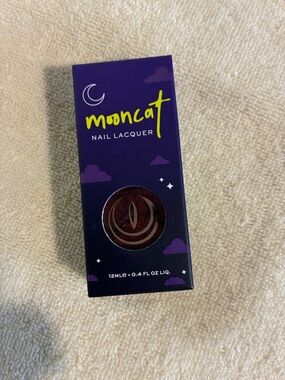 mooncat
NAIL LACQUER
12ML℮ • 0.4 FL OZ LIQ.